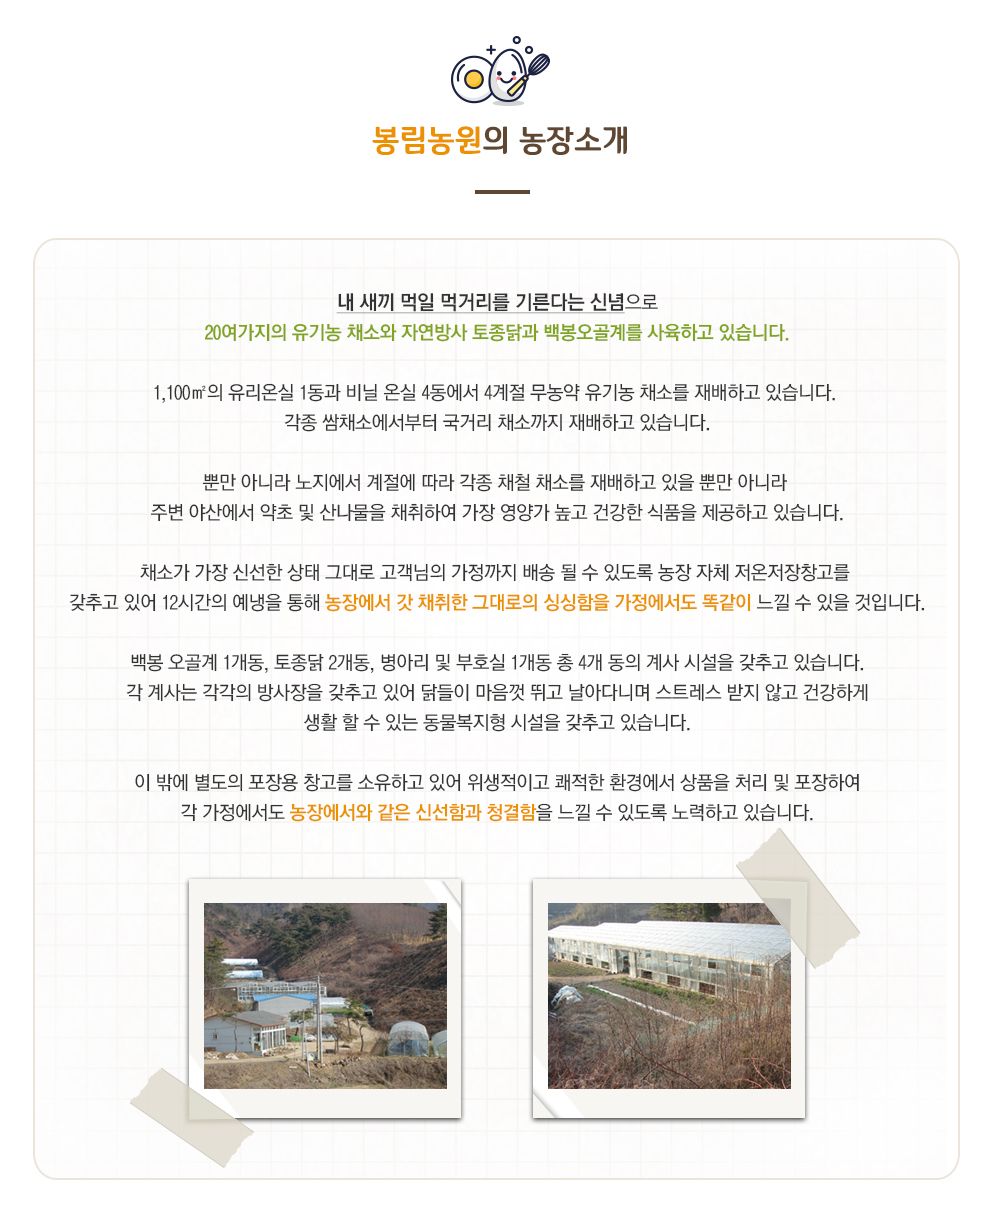 봉림농원의 농장소개
내 새끼 먹일 먹거리를 기른다는 신념으로
20여가지의 유기농 채소와 자연방사 토종닭과 백봉오골계를 사육하고 있습니다.
1,100㎡의 유리온실 1동과 비닐 온실 4동에서 4계절 무농약 유기농 채소를 재배하고 있습니다.
각종 쌈채소에서부터 국거리 채소까지 재배하고 있습니다.
뿐만 아니라 노지에서 계절에 따라 각종 채철 채소를 재배하고 있을 뿐만 아니라
주변 야산에서 약초 및 산나물을 채취하여 가장 영양가 높고 건강한 식품을 제공하고 있습니다.
채소가 가장 신선한 상태 그대로 고객님의 가정까지 배송 될 수 있도록 농장 자체 저온저장창고를
갖추고 있어 12시간의 예냉을 통해 농장에서 갓 채취한 그대로의 싱싱함을 가정에서도 똑같이 느낄 수 있을 것입니다.
백봉 오골계 1개동, 토종닭 2개동, 병아리 및 부호실 1개동 총 4개 동의 계사 시설을 갖추고 있습니다.
각 계사는 각각의 방사장을 갖추고 있어 닭들이 마음껏 뛰고 날아다니며 스트레스 받지 않고 건강하게
생활 할 수 있는 동물복지형 시설을 갖추고 있습니다.
이 밖에 별도의 포장용 창고를 소유하고 있어 위생적이고 쾌적한 환경에서 상품을 처리 및 포장하여
각 가정에서도 농장에서와 같은 신선함과 청결함을 느낄 수 있도록 노력하고 있습니다.